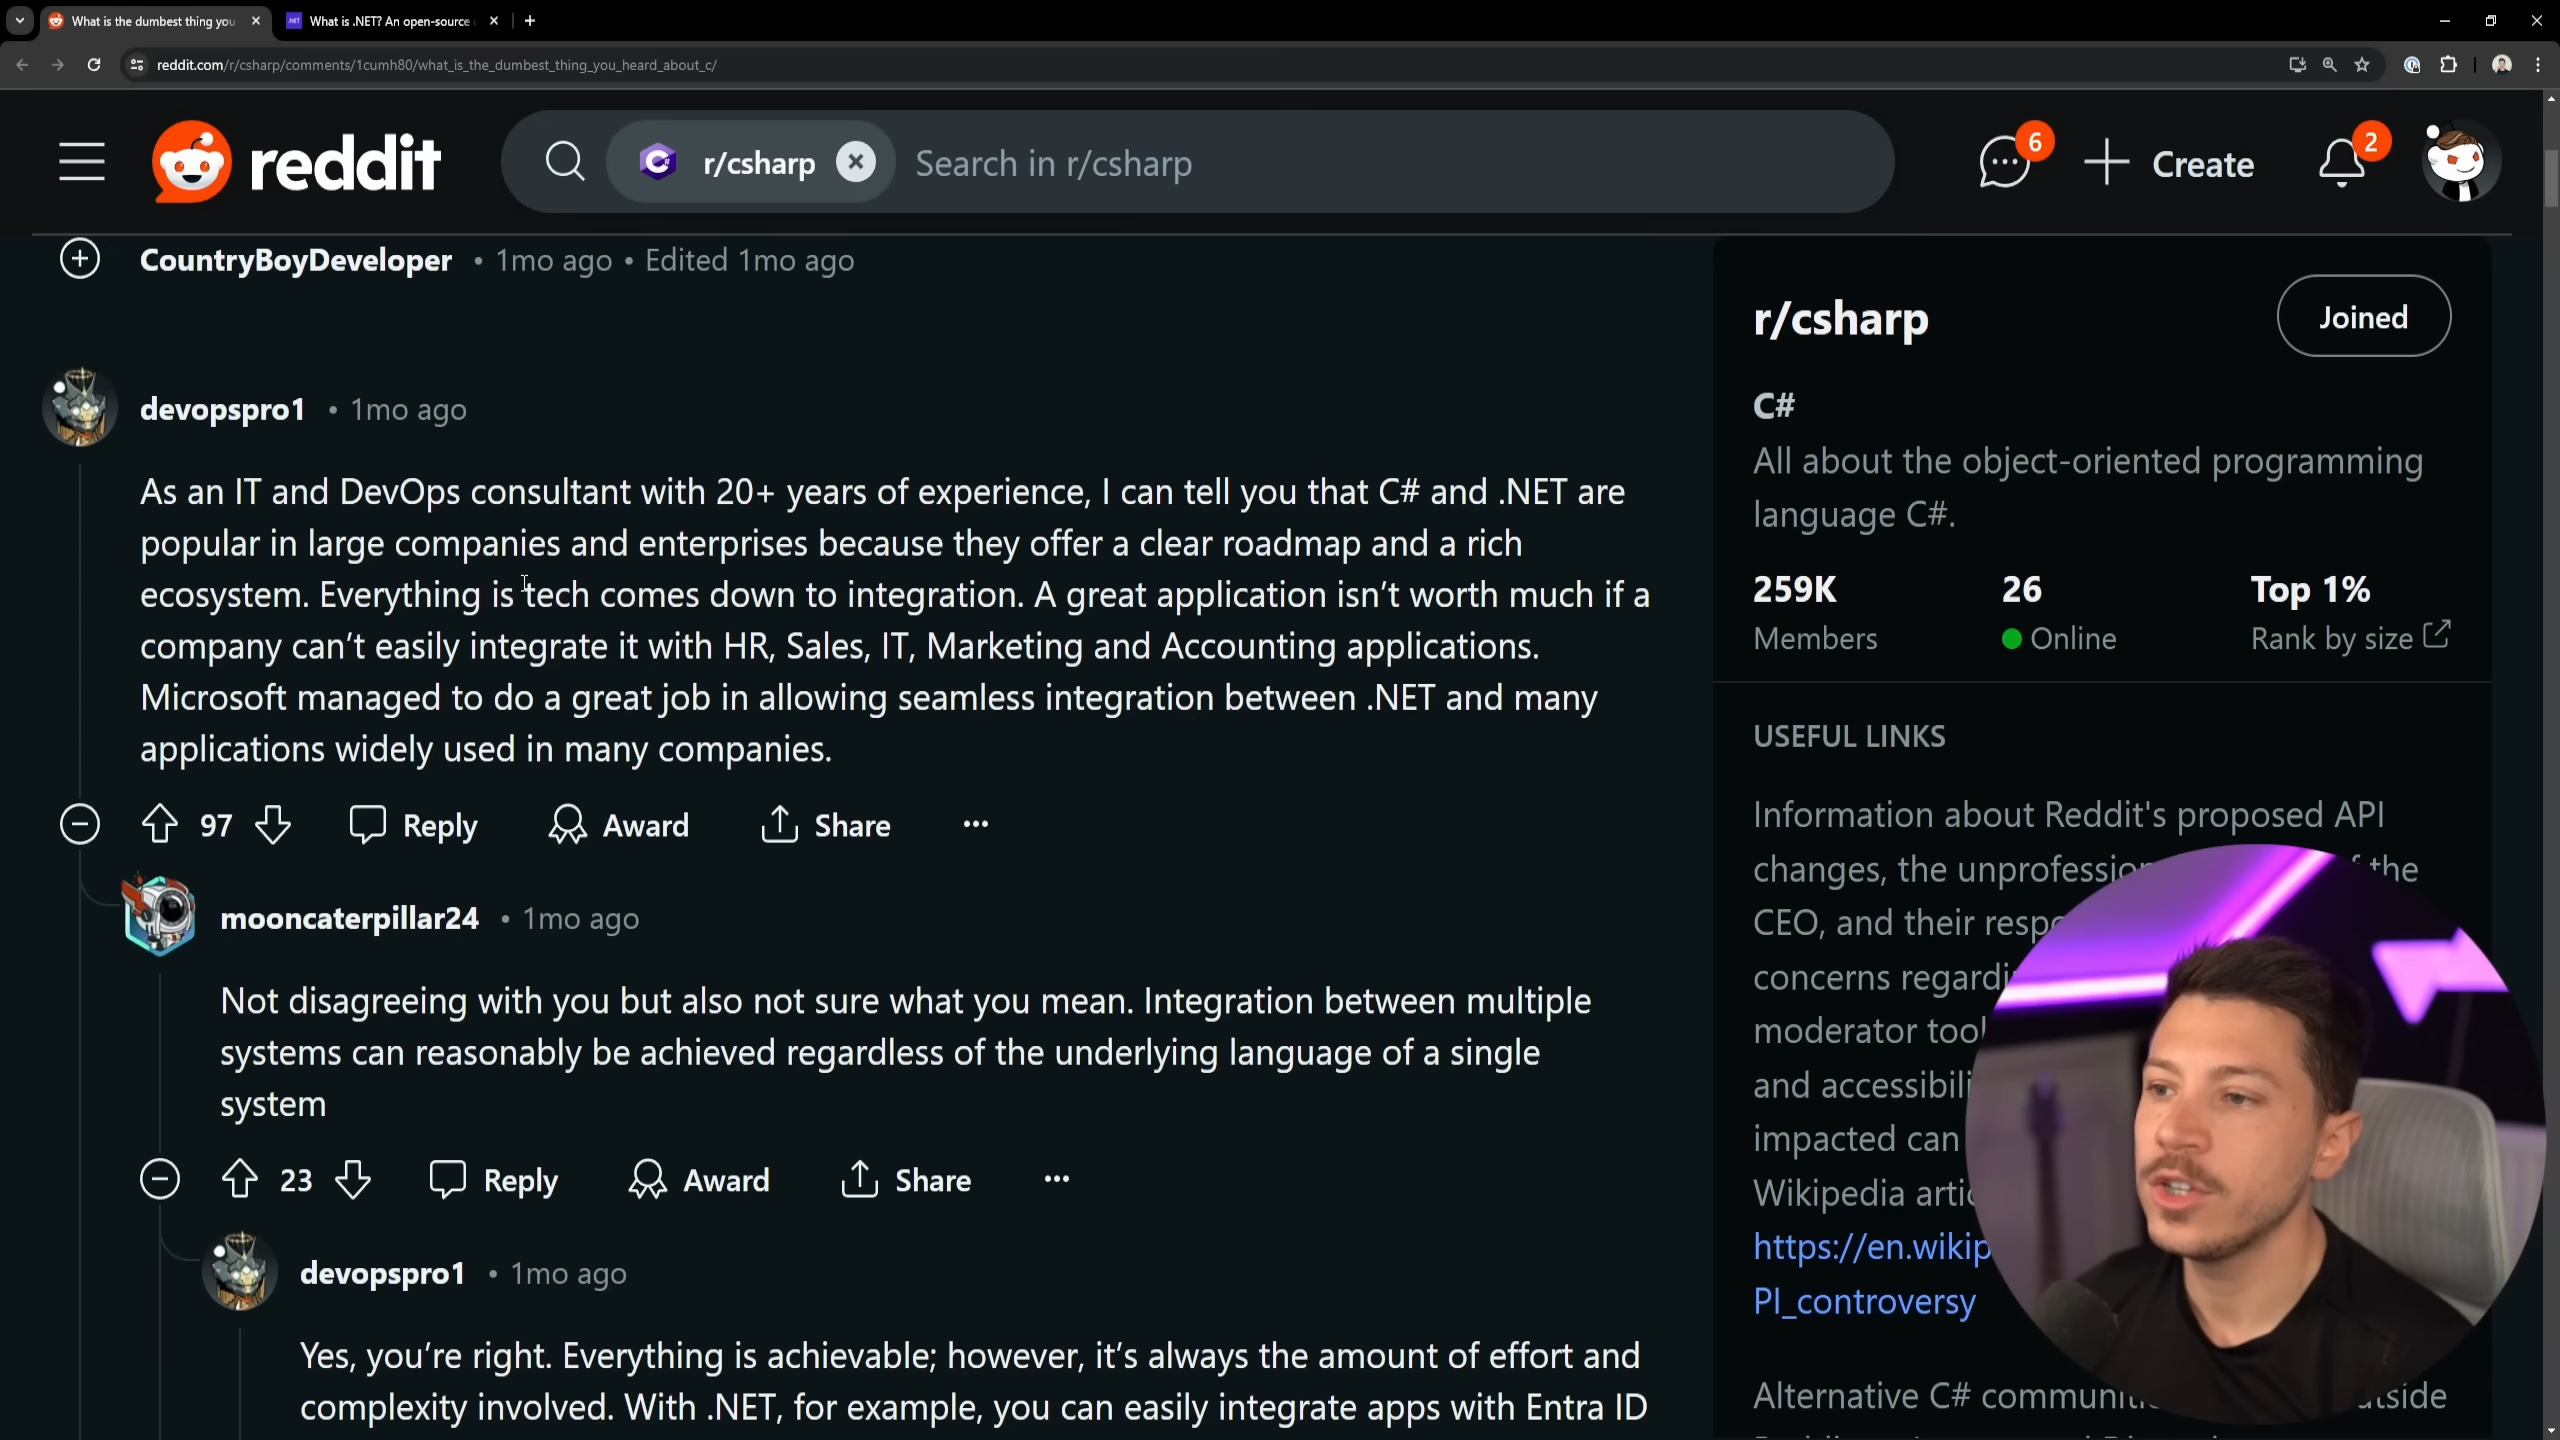 What is the dumbest thing you
What is .NET? An open-source
reddit.com/r/csharp/comments/1cumh80/what_is_the_dumbest_thing_you_heard_about_c/
reddit
r/csharp
Search in r/csharp
6
Create
2
CountryBoyDeveloper • 1mo ago • Edited 1mo ago
devopspro1 • 1mo ago
As an IT and DevOps consultant with 20+ years of experience, I can tell you that C# and .NET are
popular in large companies and enterprises because they offer a clear roadmap and a rich
ecosystem. Everything is tech comes down to integration. A great application isn’t worth much if a
company can’t easily integrate it with HR, Sales, IT, Marketing and Accounting applications.
Microsoft managed to do a great job in allowing seamless integration between .NET and many
applications widely used in many companies.
97 Reply Award Share
mooncaterpillar24 • 1mo ago
Not disagreeing with you but also not sure what you mean. Integration between multiple
systems can reasonably be achieved regardless of the underlying language of a single
system
23 Reply Award Share
devopspro1 • 1mo ago
Yes, you’re right. Everything is achievable; however, it’s always the amount of effort and
complexity involved. With .NET, for example, you can easily integrate apps with Entra ID
r/csharp
Joined
C#
All about the object-oriented programming
language C#.
259K 26 Top 1%
Members Online Rank by size
USEFUL LINKS
Information about Reddit's proposed API
changes, the the
CEO, and their
concerns
moderator
and
impacted can
Wikipedia
https://en.wikip
PI_controversy
Alternative C#